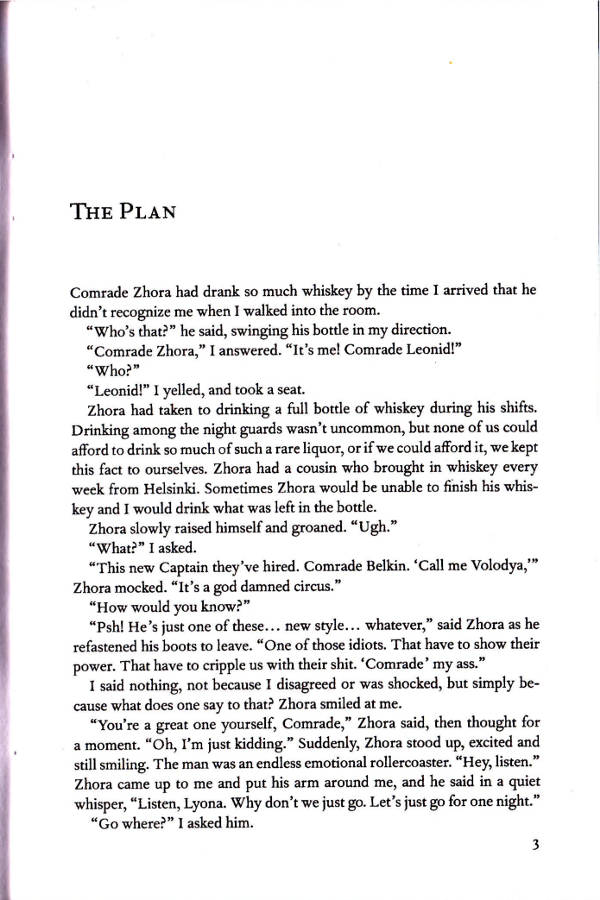 THE PLAN
Comrade Zhora had drank so much whiskey by the time I arrived that he
didn't recognize me when I walked into the room.
“Who's that?” he said, swinging his bottle in my direction.
“Comrade Zhora,” I answered. “It's me! Comrade Leonid!”
“Who?”
“Leonid!” I yelled, and took a seat.
Zhora had taken to drinking a full bottle of whiskey during his shifts.
Drinking among the night guards wasn't uncommon, but none of us could
afford to drink so much of such a rare liquor, or if we could afford it, we kept
this fact to ourselves. Zhora had a cousin who brought in whiskey every
week from Helsinki. Sometimes Zhora would be unable to finish his whis-
key and I would drink what was left in the bottle.
Zhora slowly raised himself and groaned. “Ugh.”
“What?” I asked.
“This new Captain they've hired. Comrade Belkin. ‘Call me Volodya,’”
Zhora mocked. “It's a god damned circus.”
“How would you know?”
“Psh! He's just one of these... new style... whatever,” said Zhora as he
refastened his boots to leave. “One of those idiots. That have to show their
power. That have to cripple us with their shit. ‘Comrade’ my ass.”
I said nothing, not because I disagreed or was shocked, but simply be-
cause what does one say to that? Zhora smiled at me.
“You're a great one yourself, Comrade,” Zhora said, then thought for
a moment. “Oh, I'm just kidding.” Suddenly, Zhora stood up, excited and
still smiling. The man was an endless emotional rollercoaster. “Hey, listen.”
Zhora came up to me and put his arm around me, and he said in a quiet
whisper, “Listen, Lyona. Why don't we just go. Let's just go for one night.”
“Go where?” I asked him.
3